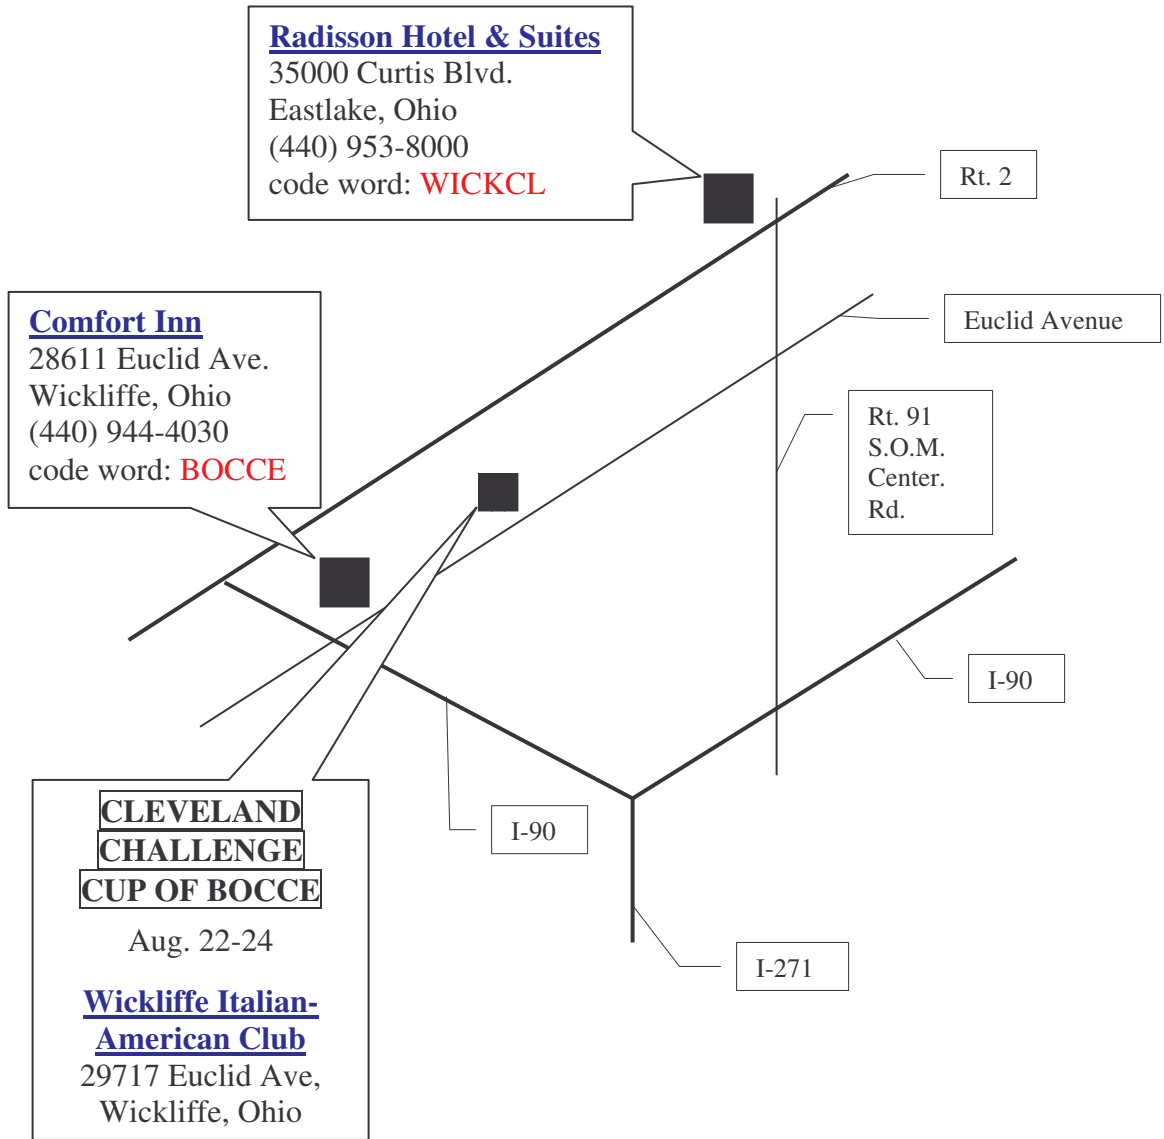 Radisson Hotel & Suites
35000 Curtis Blvd.
Eastlake, Ohio
(440) 953-8000
code word: WICKCL
Rt. 2
Euclid Avenue
Comfort Inn
28611 Euclid Ave.
Wickliffe, Ohio
(440) 944-4030
code word: BOCCE
Rt. 91
S.O.M.
Center.
Rd.
I-90
I-90
I-271
CLEVELAND
CHALLENGE
CUP OF BOCCE
Aug. 22-24
Wickliffe Italian-
American Club
29717 Euclid Ave,
Wickliffe, Ohio